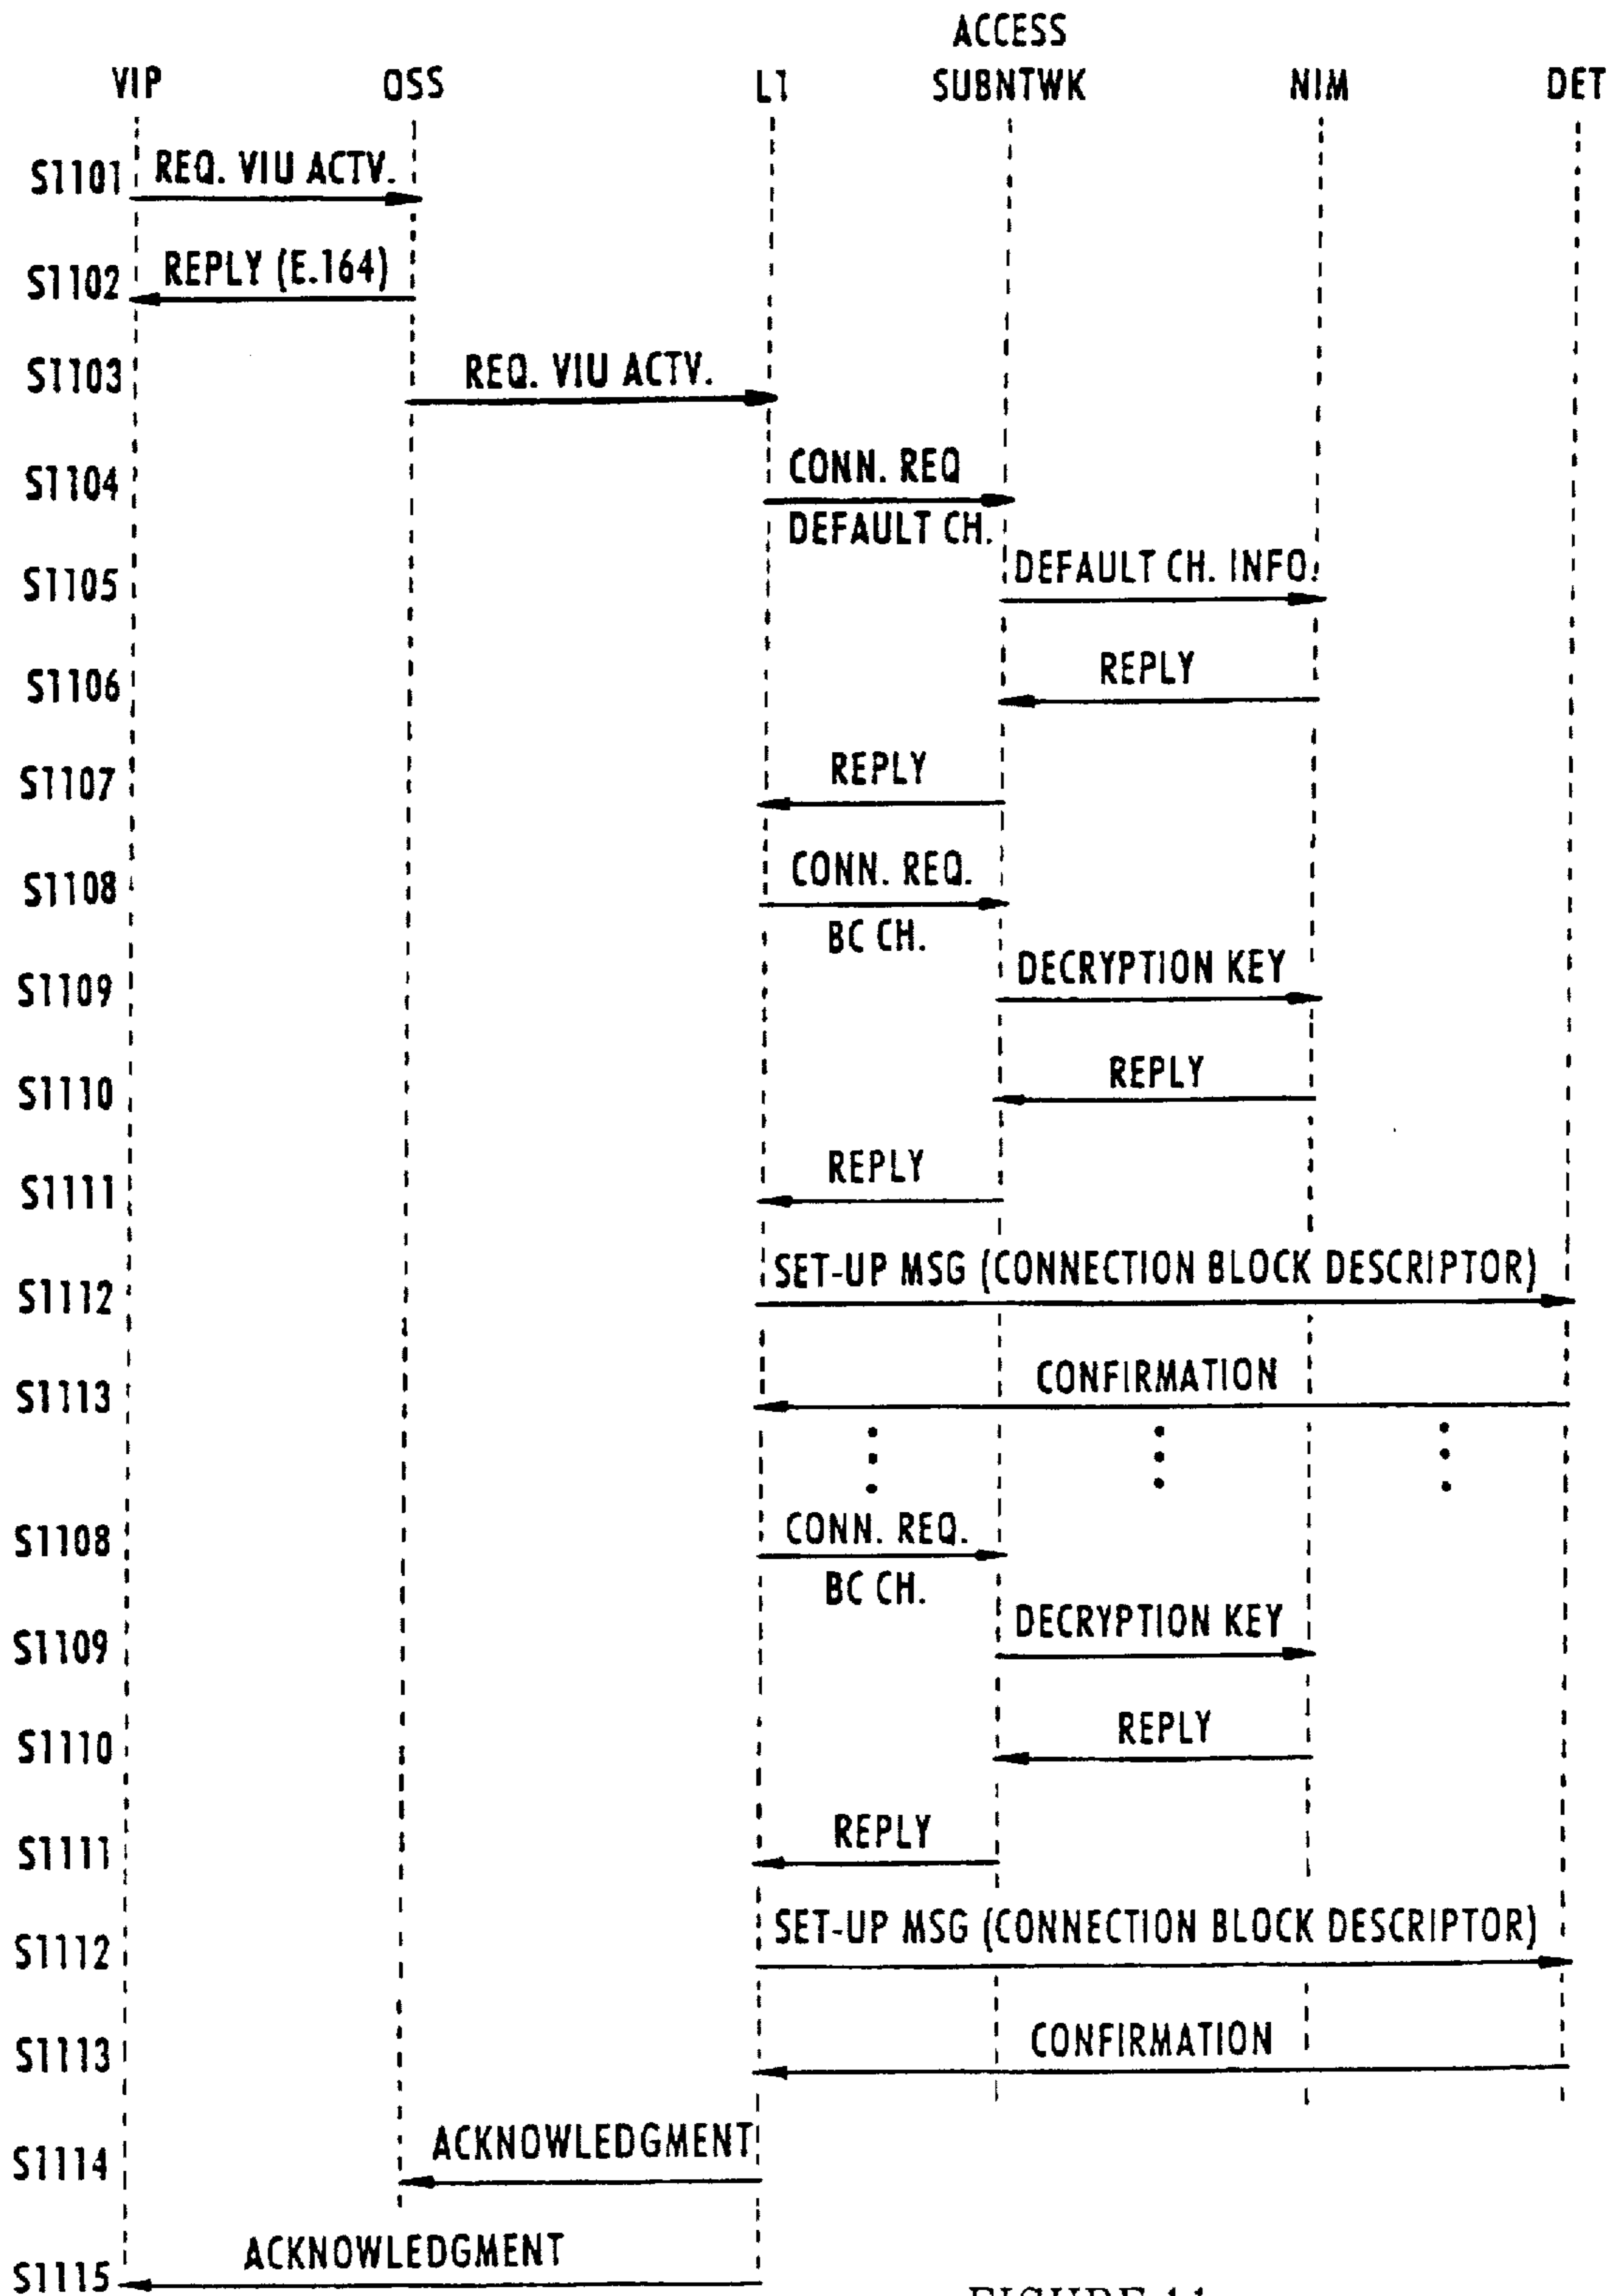 ACCESS
VIP OSS L1 SUBNTWK NIM DET
S1101 REQ. VIU ACTV.
S1102 REPLY (E.164)
S1103 REQ. VIU ACTV.
S1104 CONN. REQ
DEFAULT CH.
S1105 DEFAULT CH. INFO.
S1106 REPLY
S1107 REPLY
S1108 CONN. REQ.
BC CH.
S1109 DECRYPTION KEY
S1110 REPLY
S1111 REPLY
S1112 SET-UP MSG (CONNECTION BLOCK DESCRIPTOR)
S1113 CONFIRMATION
S1108 CONN. REQ.
BC CH.
S1109 DECRYPTION KEY
S1110 REPLY
S1111 REPLY
S1112 SET-UP MSG (CONNECTION BLOCK DESCRIPTOR)
S1113 CONFIRMATION
S1114 ACKNOWLEDGMENT
S1115 ACKNOWLEDGMENT
FIGURE 11